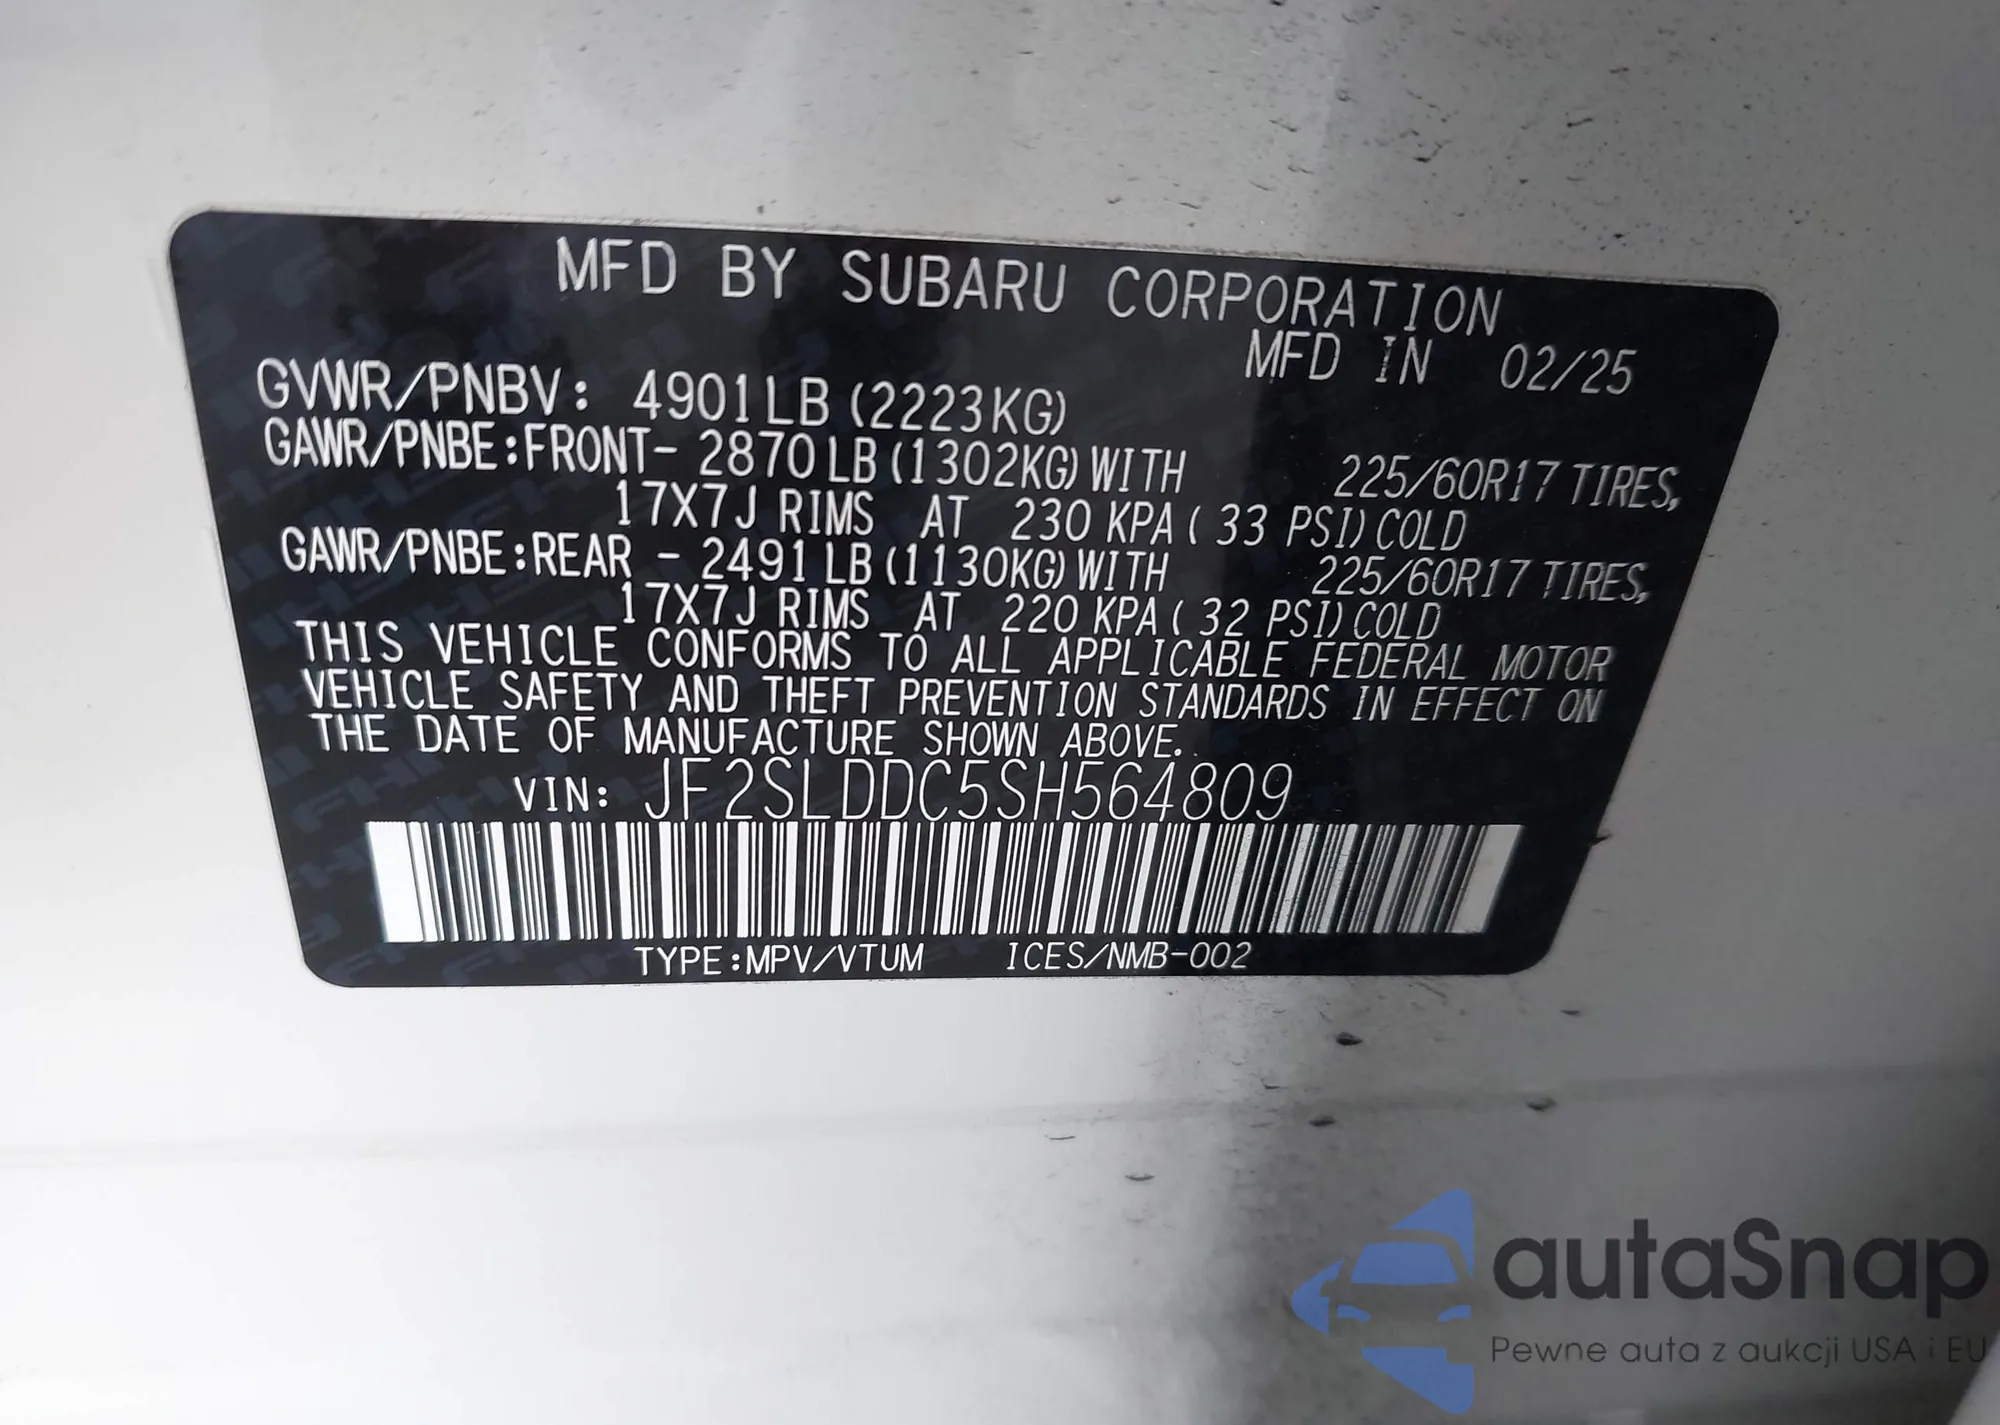 MFD BY SUBARU CORPORATION
MFD IN 02/25
GVWR/PNBV: 4901LB (2223KG)
GAWR/PNBE:FRONT- 2870LB (1302KG) WITH 225/60R17 TIRES,
17X7J RIMS AT 230 KPA ( 33 PSI) COLD
GAWR/PNBE:REAR - 2491LB (1130KG) WITH 225/60R17 TIRES,
17X7J RIMS AT 220 KPA ( 32 PSI) COLD
THIS VEHICLE CONFORMS TO ALL APPLICABLE FEDERAL MOTOR
VEHICLE SAFETY AND THEFT PREVENTION STANDARDS IN EFFECT ON
THE DATE OF MANUFACTURE SHOWN ABOVE.
VIN: JF2SLDDC5SH564809
TYPE:MPV/VTUM ICES/NMB-002
autaSnap
Pewne auta z aukcji USA i EU